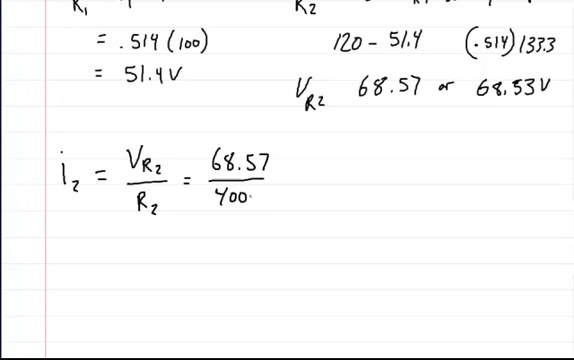 R1
R2
= .514 (100)
120 - 51.4 (.514) 133.3
= 51.4V
VR2 68.57 or 68.53V
i2 = VR2 / R2 = 68.57 / 400